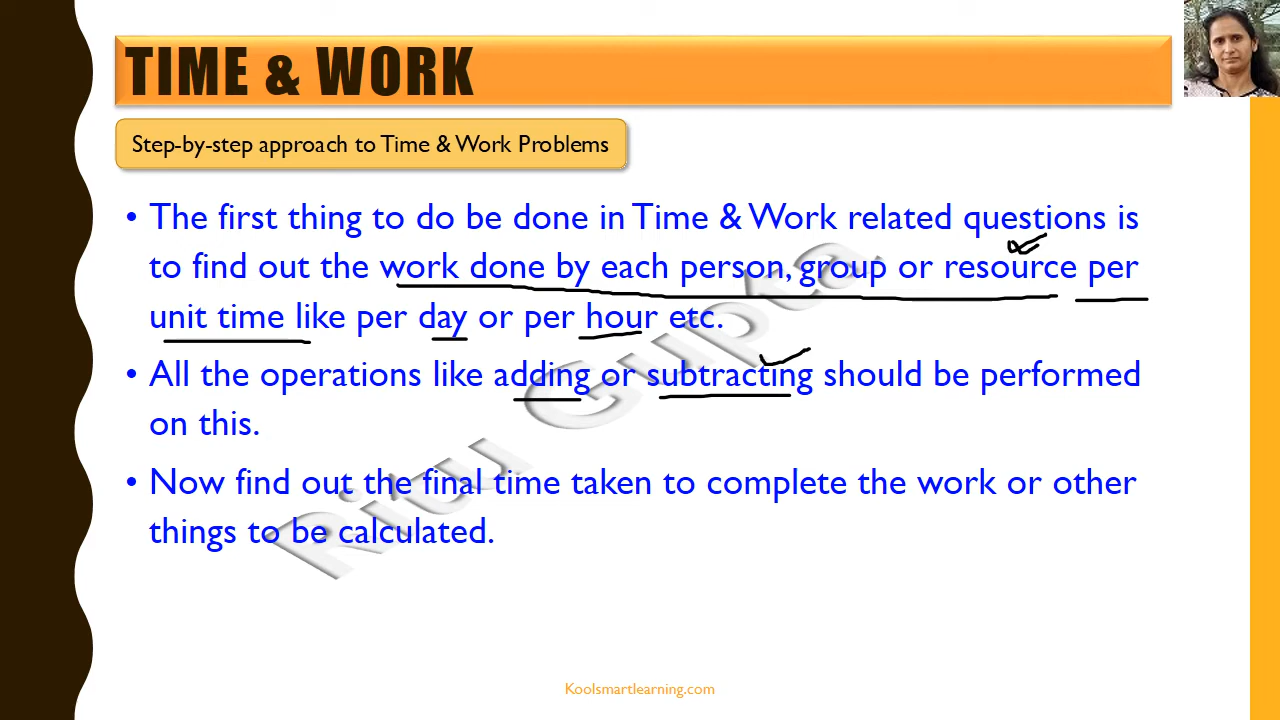 TIME & WORK
Step-by-step approach to Time & Work Problems
• The first thing to do be done in Time & Work related questions is
to find out the work done by each person, group or resource per
unit time like per day or per hour etc.
• All the operations like adding or subtracting should be performed
on this.
• Now find out the final time taken to complete the work or other
things to be calculated.
Ritu Gupta
Koolsmartlearning.com